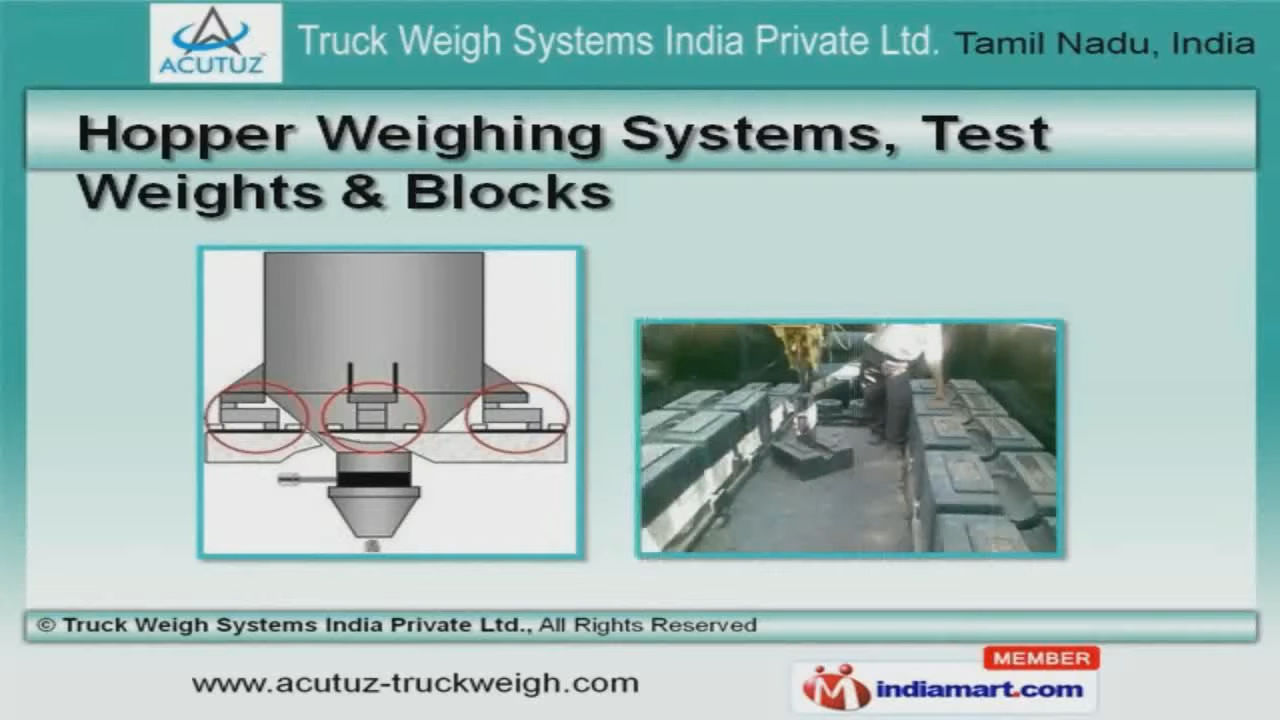 ACUTUZ™
Truck Weigh Systems India Private Ltd. Tamil Nadu, India
Hopper Weighing Systems, Test
Weights & Blocks
© Truck Weigh Systems India Private Ltd., All Rights Reserved
MEMBER
www.acutuz-truckweigh.com
indiamart.com